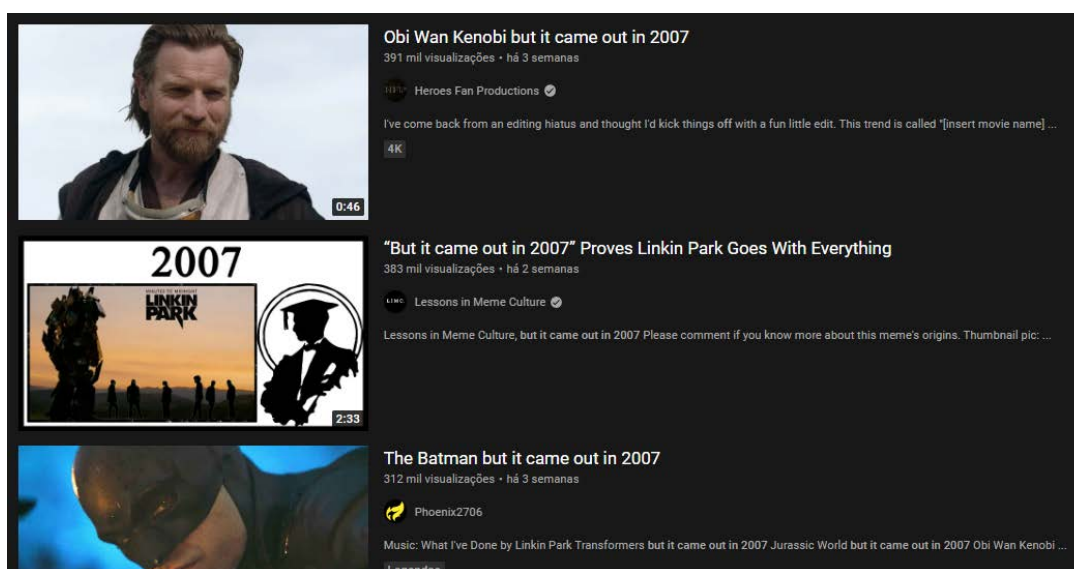 Obi Wan Kenobi but it came out in 2007
391 mil visualizações • há 3 semanas
Heroes Fan Productions
I've come back from an editing hiatus and thought I'd kick things off with a fun little edit. This trend is called "[insert movie name] ...
4K
0:46
2007
MINUTES TO MIDNIGHT
LINKIN
PARK
2:33
“But it came out in 2007” Proves Linkin Park Goes With Everything
383 mil visualizações • há 2 semanas
LIMC
Lessons in Meme Culture
Lessons in Meme Culture, but it came out in 2007 Please comment if you know more about this meme's origins. Thumbnail pic: ...
The Batman but it came out in 2007
312 mil visualizações • há 3 semanas
Phoenix2706
Music: What I've Done by Linkin Park Transformers but it came out in 2007 Jurassic World but it came out in 2007 Obi Wan Kenobi ...
Legendas